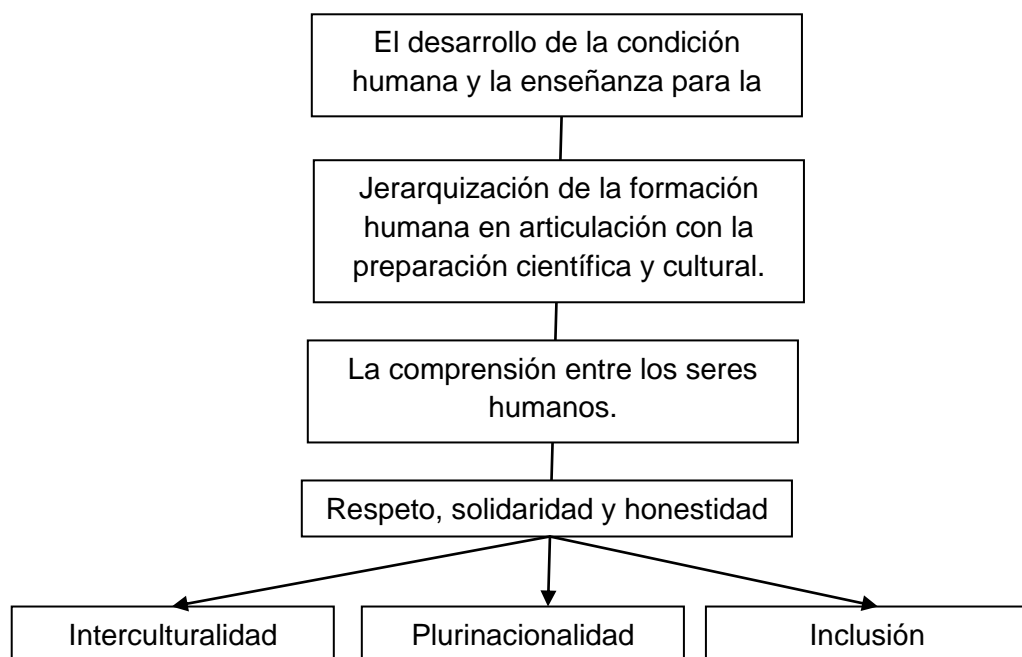 El desarrollo de la condición
humana y la enseñanza para la
Jerarquización de la formación
humana en articulación con la
preparación científica y cultural.
La comprensión entre los seres
humanos.
Respeto, solidaridad y honestidad
Interculturalidad
Plurinacionalidad
Inclusión